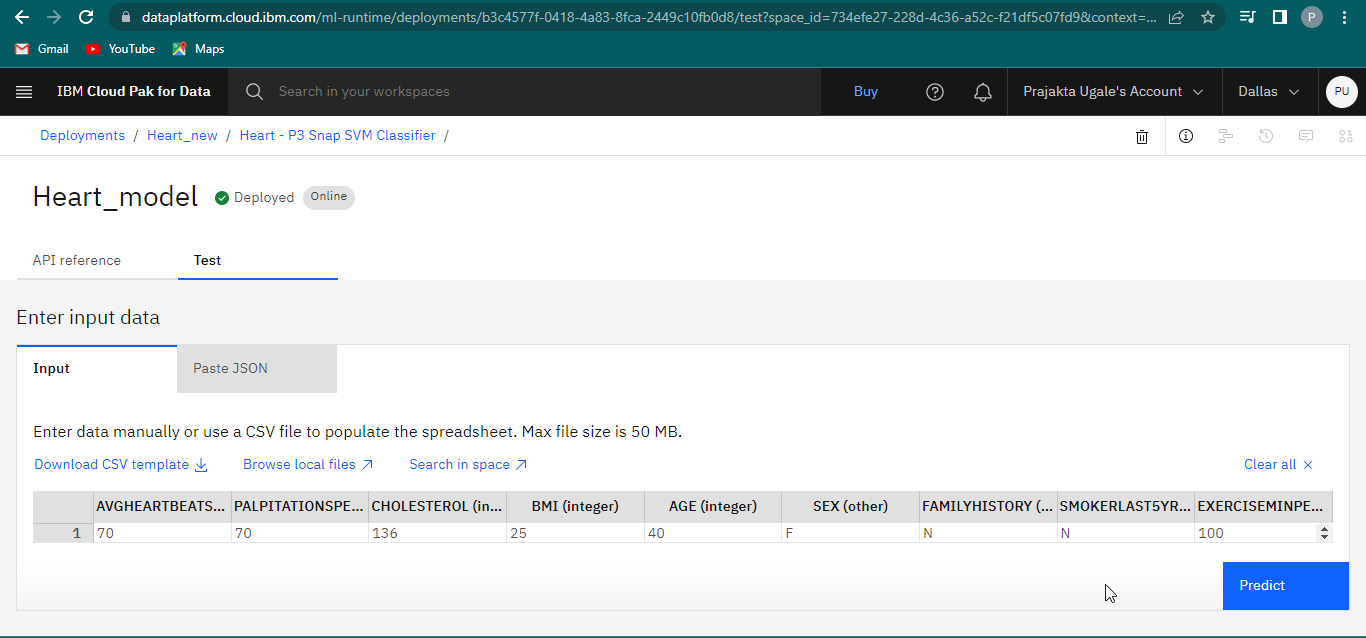 dataplatform.cloud.ibm.com/ml-runtime/deployments/b3c4577f-0418-4a83-8fca-2449c10fb0d8/test?space_id=734efe27-228d-4c36-a52c-f21df5c07fd9&context=... P
Gmail YouTube Maps
IBM Cloud Pak for Data Search in your workspaces Buy Prajakta Ugale's Account Dallas PU
Deployments / Heart_new / Heart - P3 Snap SVM Classifier /
Heart_model Deployed Online
API reference Test
Enter input data
Input Paste JSON
Enter data manually or use a CSV file to populate the spreadsheet. Max file size is 50 MB.
Download CSV template Browse local files Search in space Clear all
AVGHEARTBEATS... PALPITATIONSPE... CHOLESTEROL (in... BMI (integer) AGE (integer) SEX (other) FAMILYHISTORY (... SMOKERLAST5YR... EXERCISEMINPE...
1 70 70 136 25 40 F N N 100
Predict